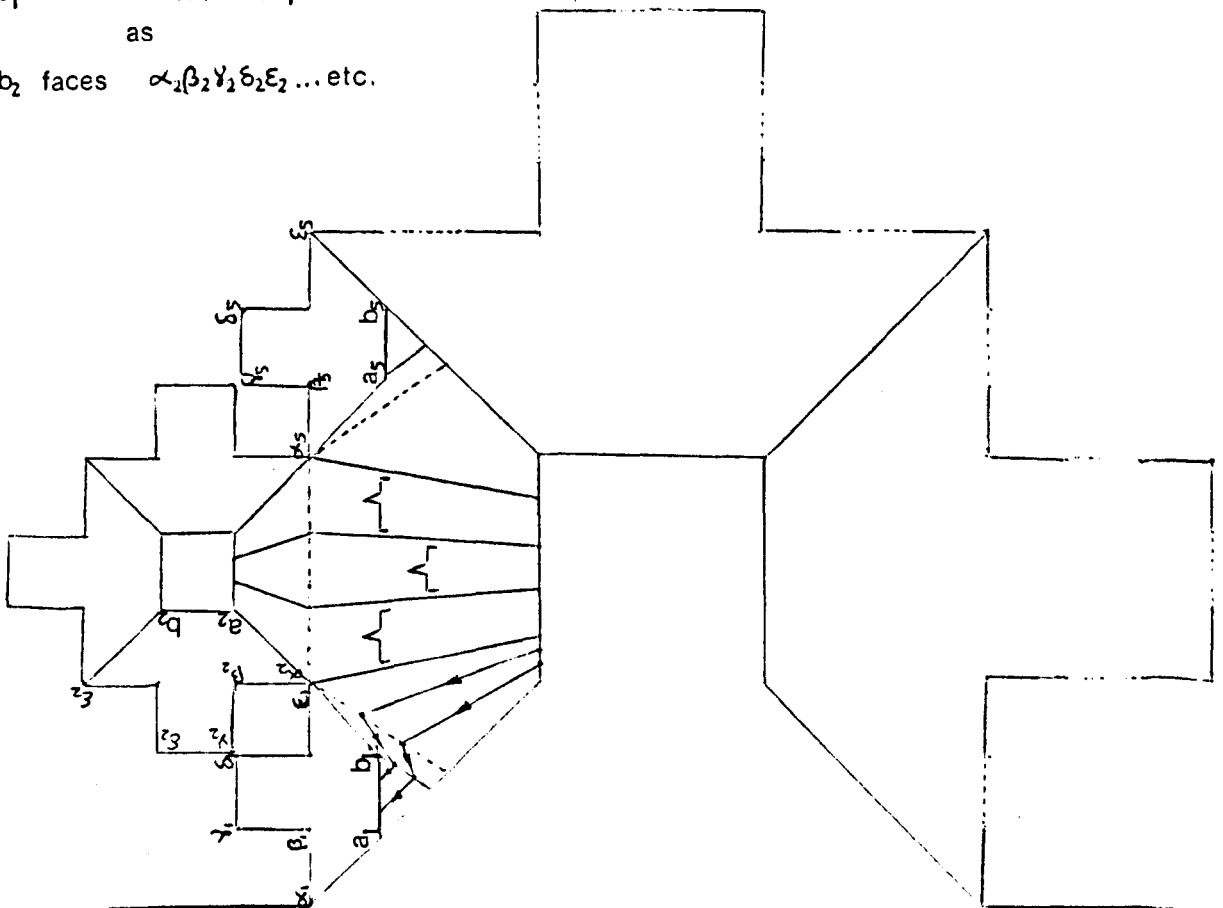 as
b₂ faces α₂β₂γ₂δ₂ε₂...etc.
ε₅
δ₅
b₅
γ₅
β₅
a₅
α₅
b₂
a₂
ε₂
β₂
α₂
ε₁
ε₂
γ₂
δ
b₁
γ₁
β₁
a₁
α₁